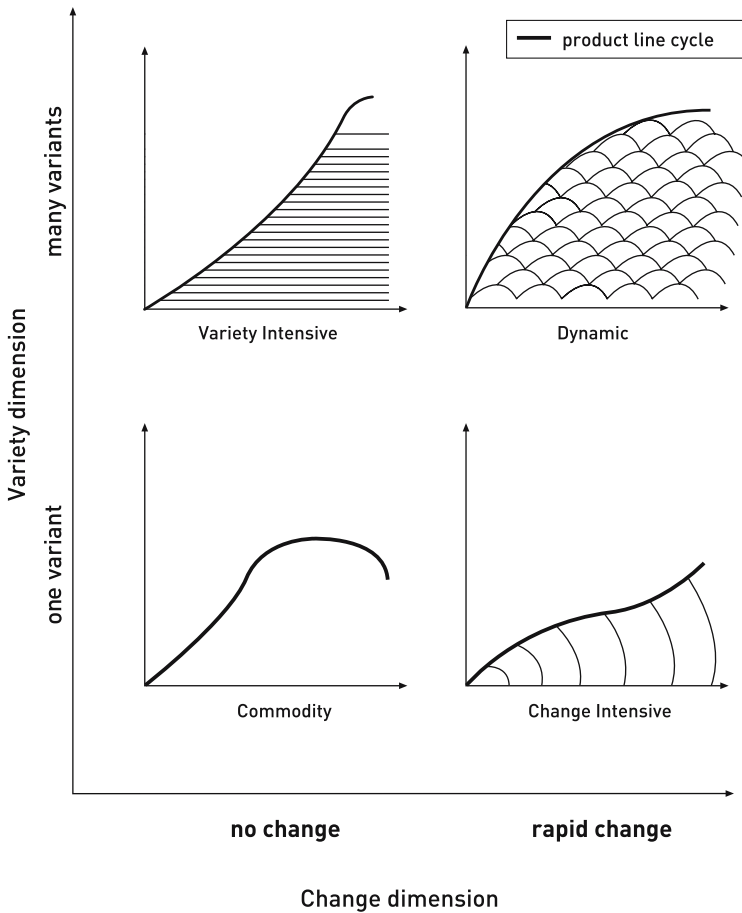 product line cycle
many variants
Variety Intensive
Dynamic
Variety dimension
one variant
Commodity
Change Intensive
no change
rapid change
Change dimension